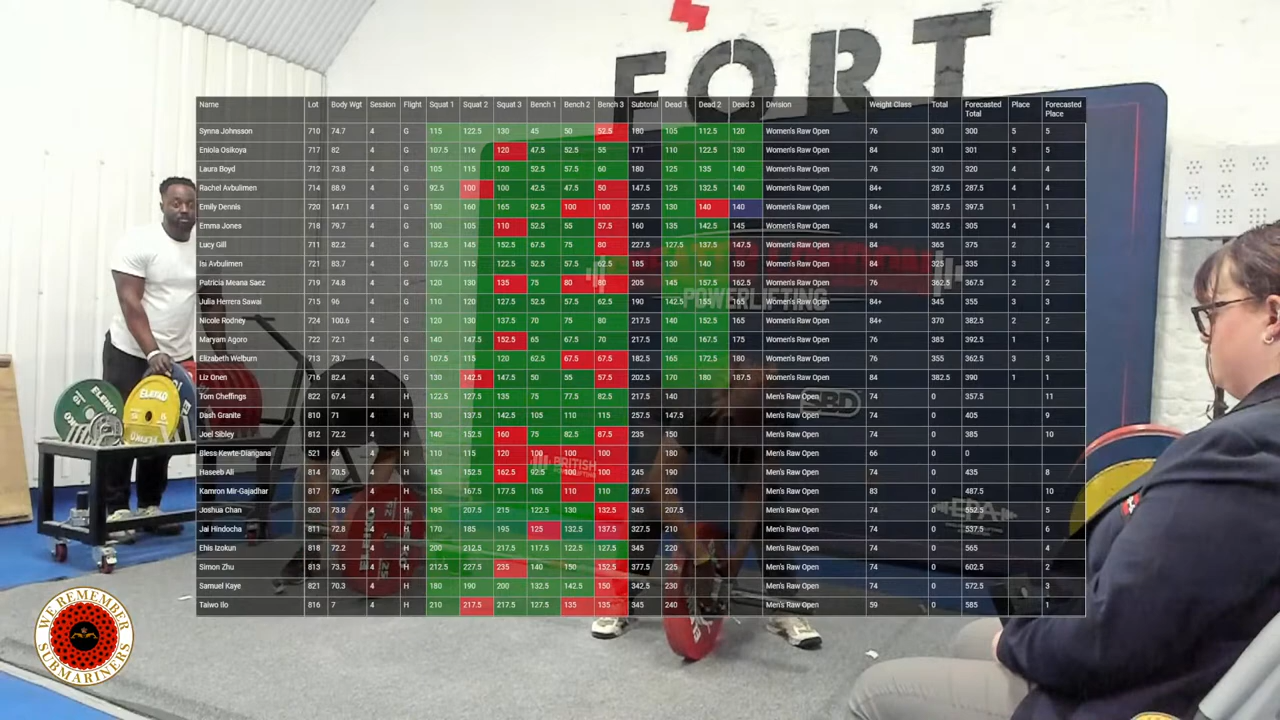 FORT
Name Lot Body Wgt Session Flight Squat 1 Squat 2 Squat 3 Bench 1 Bench 2 Bench 3 Subtotal Dead 1 Dead 2 Dead 3 Division Weight Class Total Forecasted Total Place Forecasted Place
Synna Johnsson 710 74.7 4 G 115 122.5 130 45 50 52.5 180 105 112.5 120 Women's Raw Open 76 300 300 5 5
Eniola Osikoya 717 82 4 G 107.5 116 120 47.5 52.5 55 171 110 122.5 130 Women's Raw Open 84 301 301 5 5
Laura Boyd 712 73.8 4 G 105 115 120 52.5 57.5 60 180 125 135 140 Women's Raw Open 76 320 320 4 4
Rachel Avbulimen 714 88.9 4 G 92.5 100 100 42.5 47.5 50 147.5 125 132.5 140 Women's Raw Open 84+ 287.5 287.5 4 4
Emily Dennis 720 147.1 4 G 150 160 165 92.5 100 100 257.5 130 140 140 Women's Raw Open 84+ 387.5 397.5 1 1
Emma Jones 718 79.7 4 G 100 105 110 52.5 55 57.5 160 135 142.5 145 Women's Raw Open 84 302.5 305 4 4
Lucy Gill 711 82.2 4 G 132.5 145 152.5 67.5 75 80 227.5 127.5 137.5 147.5 Women's Raw Open 84 365 375 2 2
Isi Avbulimen 721 83.7 4 G 107.5 115 122.5 52.5 57.5 62.5 185 130 140 150 Women's Raw Open 84 325 335 3 3
Patricia Meana Saez 719 74.8 4 G 120 130 135 75 80 80 205 145 157.5 162.5 Women's Raw Open 76 362.5 367.5 2 2
Julia Herrera Sawai 715 96 4 G 110 120 127.5 52.5 57.5 62.5 190 142.5 155 165 Women's Raw Open 84+ 345 355 3 3
Nicole Rodney 724 100.6 4 G 120 130 137.5 70 75 80 217.5 140 152.5 165 Women's Raw Open 84+ 370 382.5 2 2
Maryam Agoro 722 72.1 4 G 140 147.5 152.5 65 67.5 70 217.5 160 167.5 175 Women's Raw Open 76 385 392.5 1 1
Elizabeth Welburn 713 73.7 4 G 107.5 115 120 62.5 67.5 67.5 182.5 165 172.5 180 Women's Raw Open 76 355 362.5 3 3
Liz Onen 716 82.4 4 G 130 142.5 147.5 50 55 57.5 202.5 170 180 187.5 Women's Raw Open 84 382.5 390 1 1
Tom Cheffings 822 67.4 4 H 122.5 127.5 135 75 77.5 82.5 217.5 140 Men's Raw Open 74 0 357.5 11
Dash Granite 810 71 4 H 130 137.5 142.5 105 110 115 257.5 147.5 Men's Raw Open 74 0 405 9
Joel Sibley 812 72.2 4 H 140 152.5 160 75 82.5 87.5 235 150 Men's Raw Open 74 0 385 10
Bless Kewte-Diangana 521 66 4 H 110 115 120 100 100 100 180 Men's Raw Open 66 0 0
Haseeb Ali 814 70.5 4 H 145 152.5 162.5 92.5 100 100 245 190 Men's Raw Open 74 0 435 8
Kamron Mir-Gajadhar 817 76 4 H 155 167.5 177.5 105 110 110 287.5 200 Men's Raw Open 83 0 487.5 10
Joshua Chan 820 73.8 4 H 195 207.5 215 122.5 130 132.5 345 207.5 Men's Raw Open 74 0 552.5 5
Jai Hindocha 811 72.8 4 H 170 185 195 125 132.5 137.5 327.5 210 Men's Raw Open 74 0 537.5 6
Ehis Izokun 818 72.2 4 H 200 212.5 217.5 117.5 122.5 127.5 345 220 Men's Raw Open 74 0 565 4
Simon Zhu 813 73.5 4 H 212.5 227.5 235 140 150 152.5 377.5 225 Men's Raw Open 74 0 602.5 2
Samuel Kaye 821 70.3 4 H 180 190 200 132.5 142.5 150 342.5 230 Men's Raw Open 74 0 572.5 3
Taiwo Ilo 816 7 4 H 210 217.5 217.5 127.5 135 135 345 240 Men's Raw Open 59 0 585 1
POWERLIFTING
SBD
BRITISH
EPA
ELEIKO
WE REMEMBER
SUBMARINERS